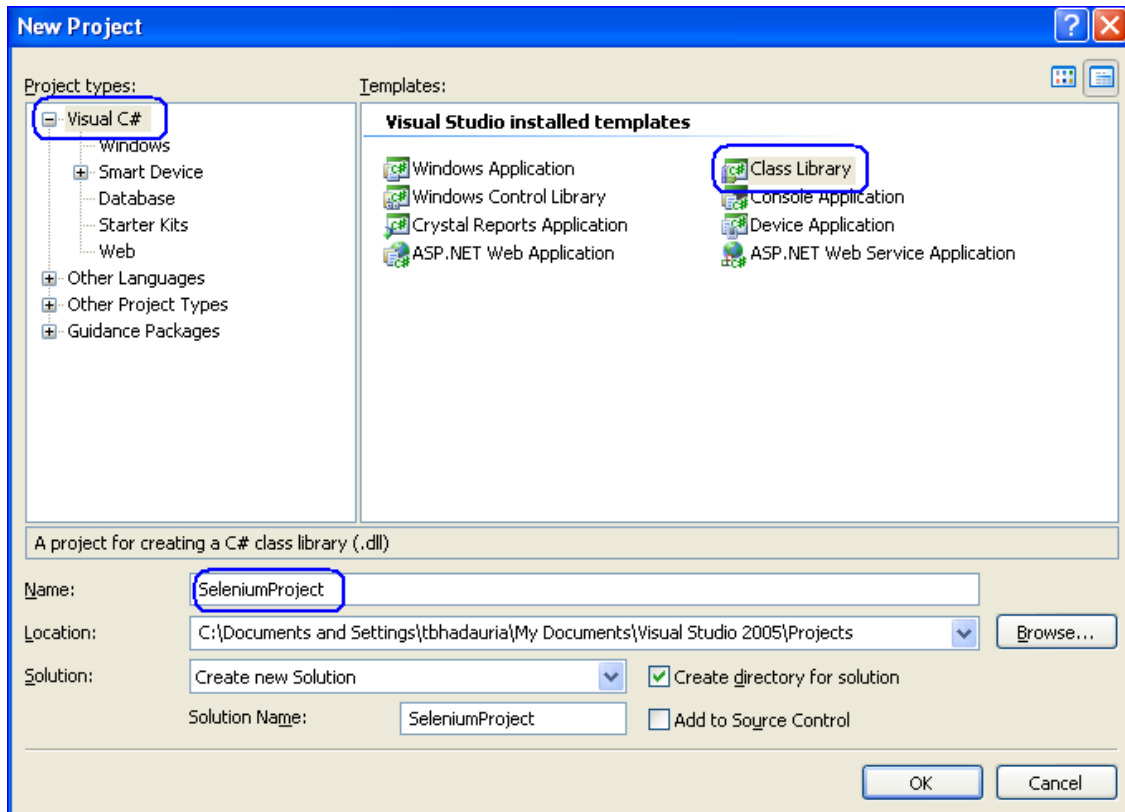 New Project
Project types:
Templates:
Visual C#
Windows
Smart Device
Database
Starter Kits
Web
Other Languages
Other Project Types
Guidance Packages
Visual Studio installed templates
Windows Application
Class Library
Windows Control Library
Console Application
Crystal Reports Application
Device Application
ASP.NET Web Application
ASP.NET Web Service Application
A project for creating a C# class library (.dll)
Name:
SeleniumProject
Location:
C:\Documents and Settings\tbhadauria\My Documents\Visual Studio 2005\Projects
Browse...
Solution:
Create new Solution
Create directory for solution
Solution Name:
SeleniumProject
Add to Source Control
OK
Cancel